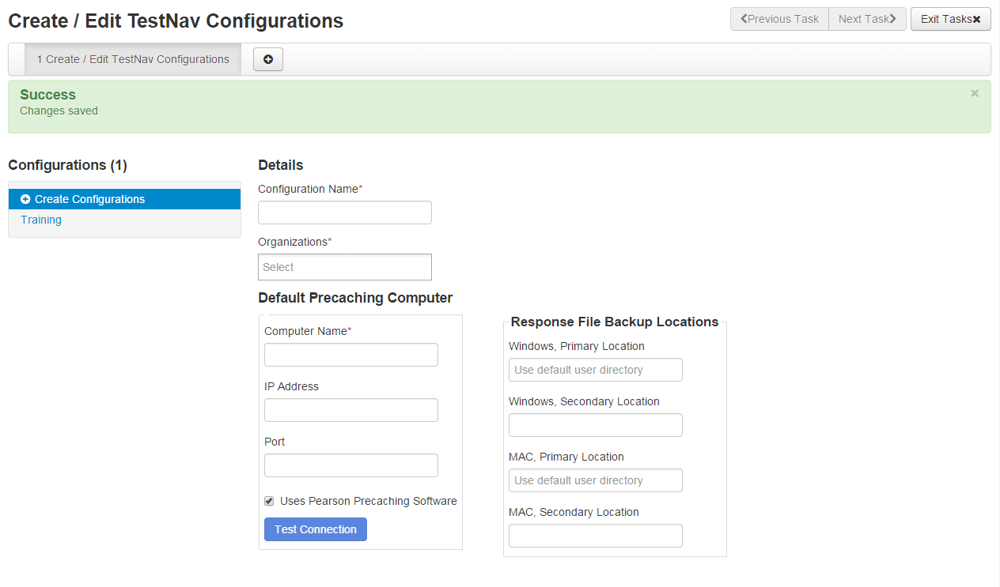 Create / Edit TestNav Configurations
Previous Task
Next Task
Exit Tasks
1 Create / Edit TestNav Configurations
Success
Changes saved
Configurations (1)
Create Configurations
Training
Details
Configuration Name*
Organizations*
Select
Default Precaching Computer
Computer Name*
IP Address
Port
Uses Pearson Precaching Software
Test Connection
Response File Backup Locations
Windows, Primary Location
Use default user directory
Windows, Secondary Location
MAC, Primary Location
Use default user directory
MAC, Secondary Location